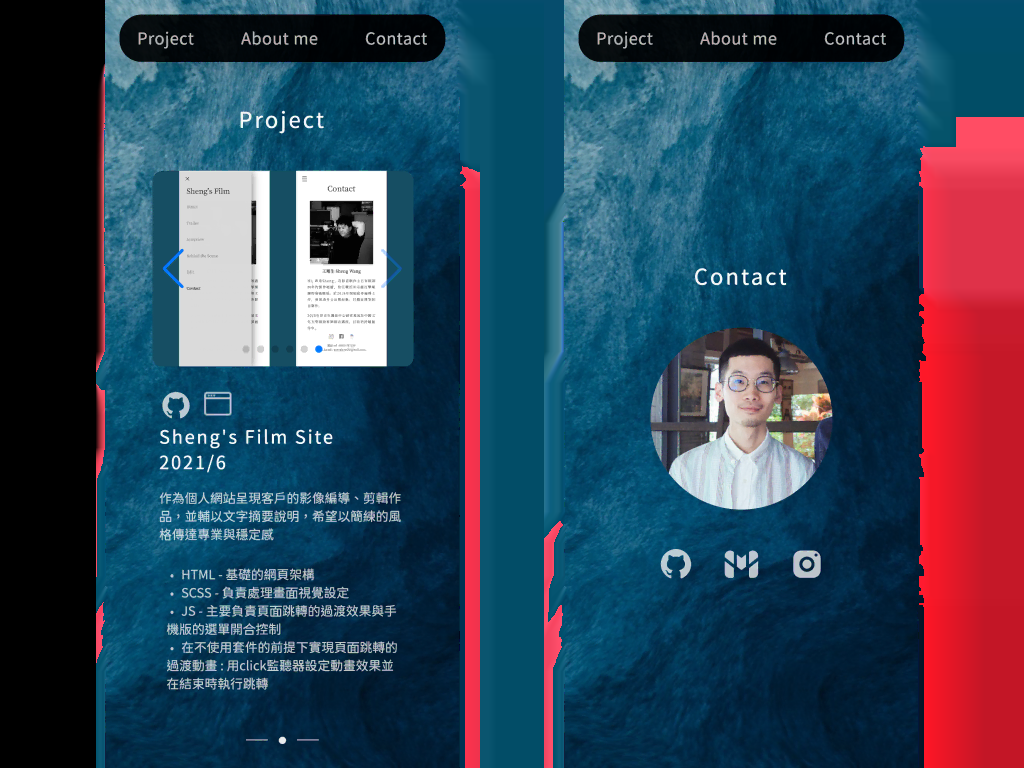 Project About me Contact
Project
Sheng's Film
Contact
Contact
王曦生 Sheng Wang
Sheng's Film Site
2021/6
作為個人網站呈現客戶的影像編導、剪輯作
品，並輔以文字摘要說明，希望以簡練的風
格傳達專業與穩定感
• HTML - 基礎的網頁架構
• SCSS - 負責處理畫面視覺設定
• JS - 主要負責頁面跳轉的過渡效果與手
機版的選單開合控制
• 在不使用套件的前提下實現頁面跳轉的
過渡動畫 : 用click監聽器設定動畫效果並
在結束時執行跳轉
Project About me Contact
Contact